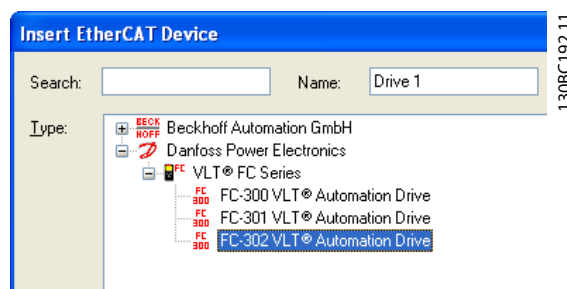 Insert EtherCAT Device
Search:
Name: Drive 1
Type:
BECK HOFF Beckhoff Automation GmbH
Danfoss Power Electronics
FC VLT® FC Series
FC 300 FC-300 VLT® Automation Drive
FC 300 FC-301 VLT® Automation Drive
FC 300 FC-302 VLT® Automation Drive
130BC192.11